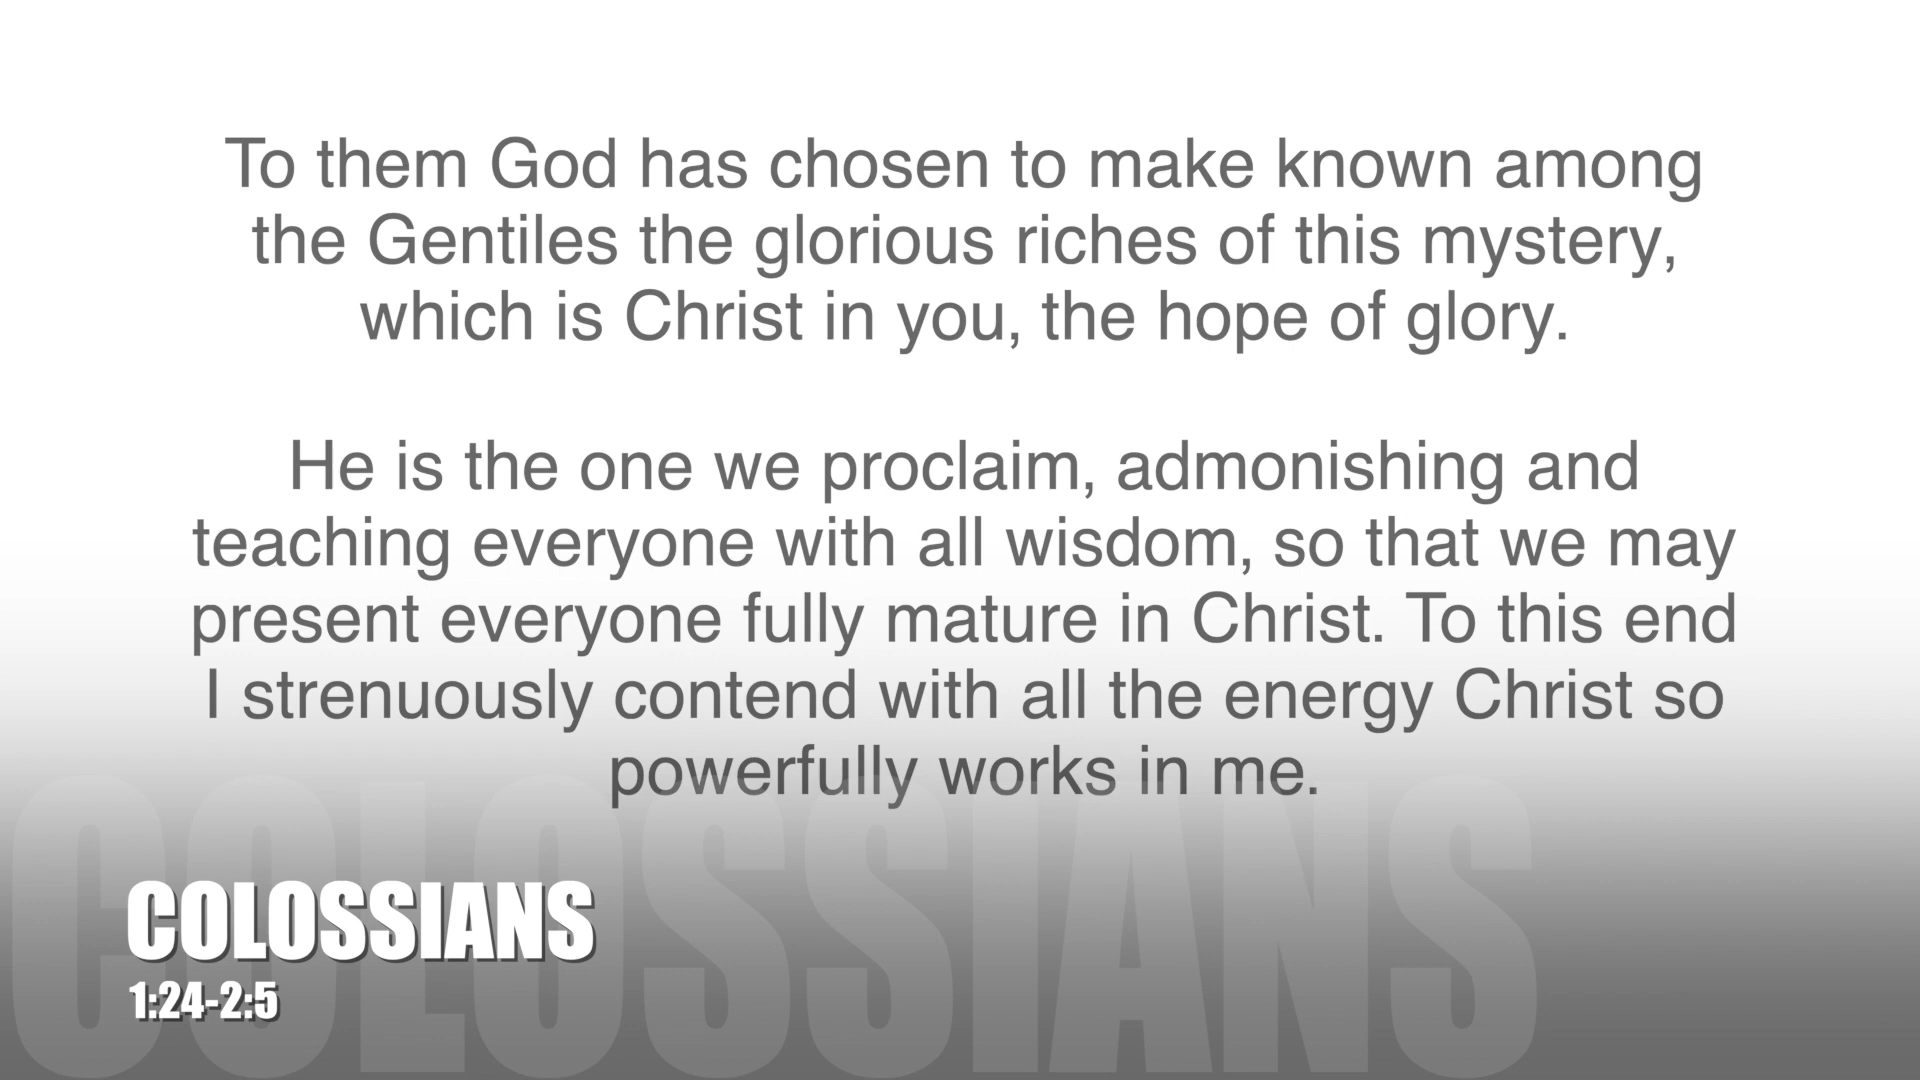 To them God has chosen to make known among
the Gentiles the glorious riches of this mystery,
which is Christ in you, the hope of glory.
He is the one we proclaim, admonishing and
teaching everyone with all wisdom, so that we may
present everyone fully mature in Christ. To this end
I strenuously contend with all the energy Christ so
powerfully works in me.
COLOSSIANS
COLOSSIANS
1:24-2:5